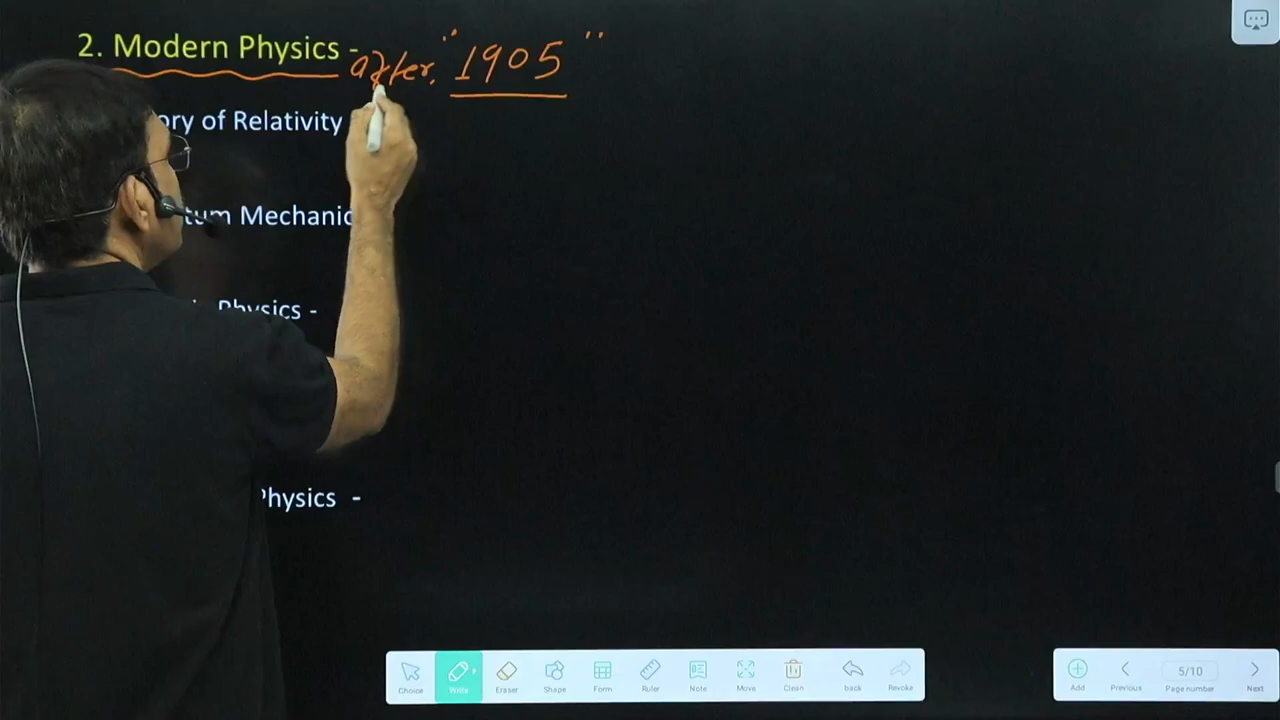 2. Modern Physics - after, " 1905 "
ory of Relativity
tum Mechanic
Physics -
Physics -
Choice Write Eraser Shape Form Ruler Note Move Clean back Revoke
Add Previous 5/10 Page number Next